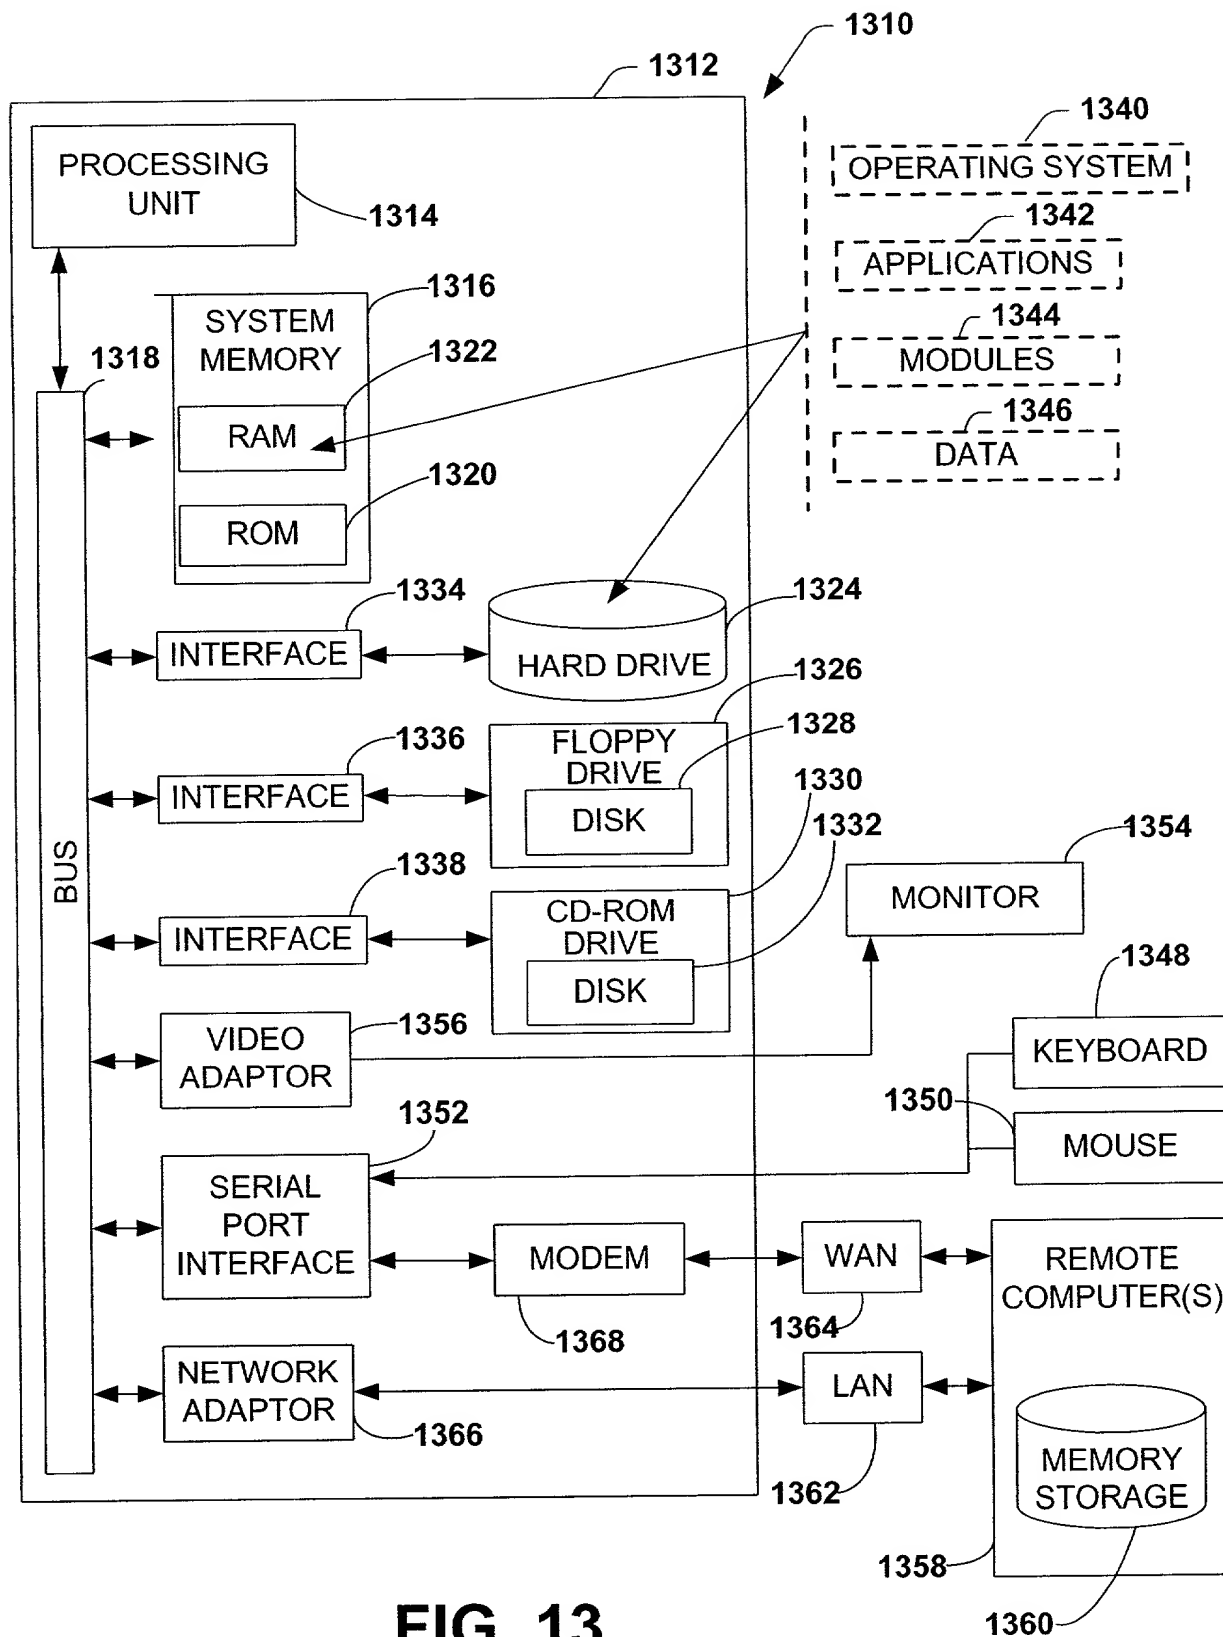 1310
1312
1340
PROCESSING
UNIT
OPERATING SYSTEM
1314
1342
APPLICATIONS
1316
SYSTEM
MEMORY
1344
MODULES
1318
1322
RAM
1346
DATA
1320
ROM
1334
INTERFACE
1324
HARD DRIVE
1326
1336
INTERFACE
1328
FLOPPY
DRIVE
DISK
1330
1332
1354
MONITOR
BUS
1338
INTERFACE
CD-ROM
DRIVE
DISK
1348
KEYBOARD
1356
VIDEO
ADAPTOR
1350
MOUSE
1352
SERIAL
PORT
INTERFACE
MODEM
1368
WAN
1364
REMOTE
COMPUTER(S)
NETWORK
ADAPTOR
1366
LAN
1362
MEMORY
STORAGE
1358
1360
FIG. 13